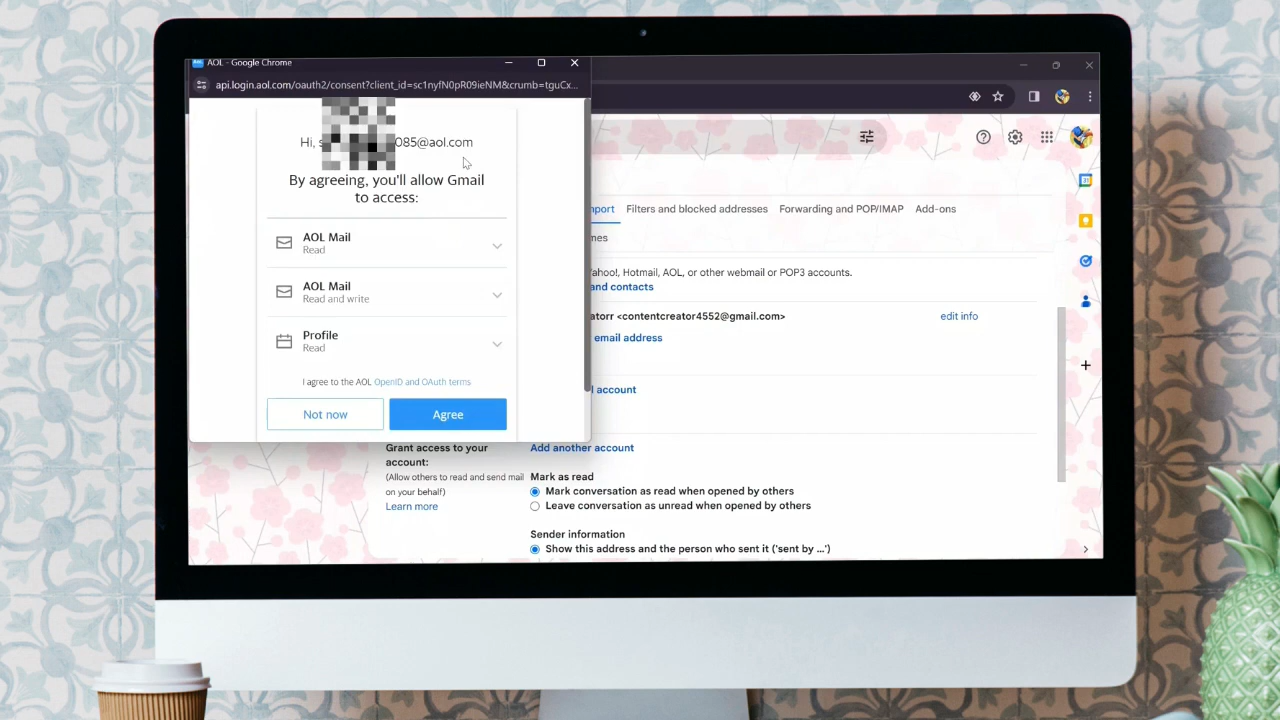 AOL - Google Chrome
api.login.aol.com/oauth2/consent?client_id=sc1nyfN0pR09ieNM&crumb=tguCx...
Hi, s 085@aol.com
By agreeing, you'll allow Gmail
to access:
AOL Mail
Read
AOL Mail
Read and write
Profile
Read
I agree to the AOL OpenID and OAuth terms
Not now
Agree
Filters and blocked addresses
Forwarding and POP/IMAP
Add-ons
Hotmail, AOL, or other webmail or POP3 accounts.
and contacts
<contentcreator4552@gmail.com>
edit info
email address
account
Grant access to your
account:
(Allow others to read and send mail
on your behalf)
Learn more
Add another account
Mark as read
Mark conversation as read when opened by others
Leave conversation as unread when opened by others
Sender information
Show this address and the person who sent it ('sent by ...')